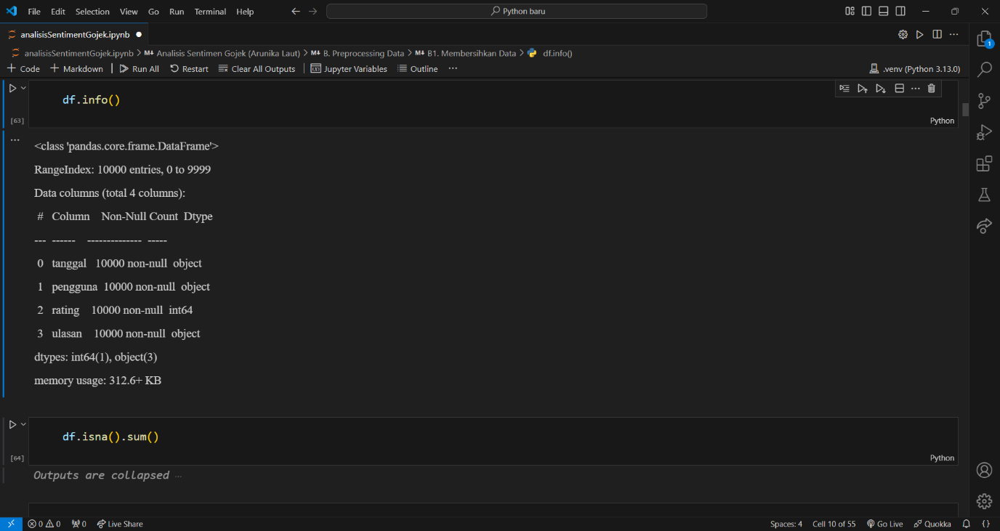 File Edit Selection View Go Run Terminal Help
Python baru
analisisSentimentGojek.ipynb
analisisSentimentGojek.ipynb > M↓ Analisis Sentimen Gojek (Arunika Laut) > M↓ B. Preprocessing Data > M↓ B1. Membersihkan Data > df.info()
+ Code + Markdown | Run All Restart Clear All Outputs | Jupyter Variables Outline ... .venv (Python 3.13.0)
1
df.info()
[63]
Python
<class 'pandas.core.frame.DataFrame'>
RangeIndex: 10000 entries, 0 to 9999
Data columns (total 4 columns):
# Column Non-Null Count Dtype
--- ------ -------------- -----
0 tanggal 10000 non-null object
1 pengguna 10000 non-null object
2 rating 10000 non-null int64
3 ulasan 10000 non-null object
dtypes: int64(1), object(3)
memory usage: 312.6+ KB
df.isna().sum()
[64]
Python
Outputs are collapsed ...
0 0 0 Live Share Spaces: 4 Cell 10 of 55 Go Live Quokka {}